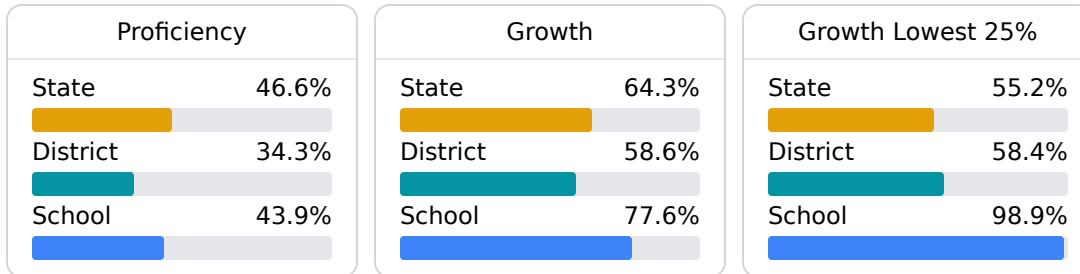 Proficiency
State 46.6%
District 34.3%
School 43.9%
Growth
State 64.3%
District 58.6%
School 77.6%
Growth Lowest 25%
State 55.2%
District 58.4%
School 98.9%